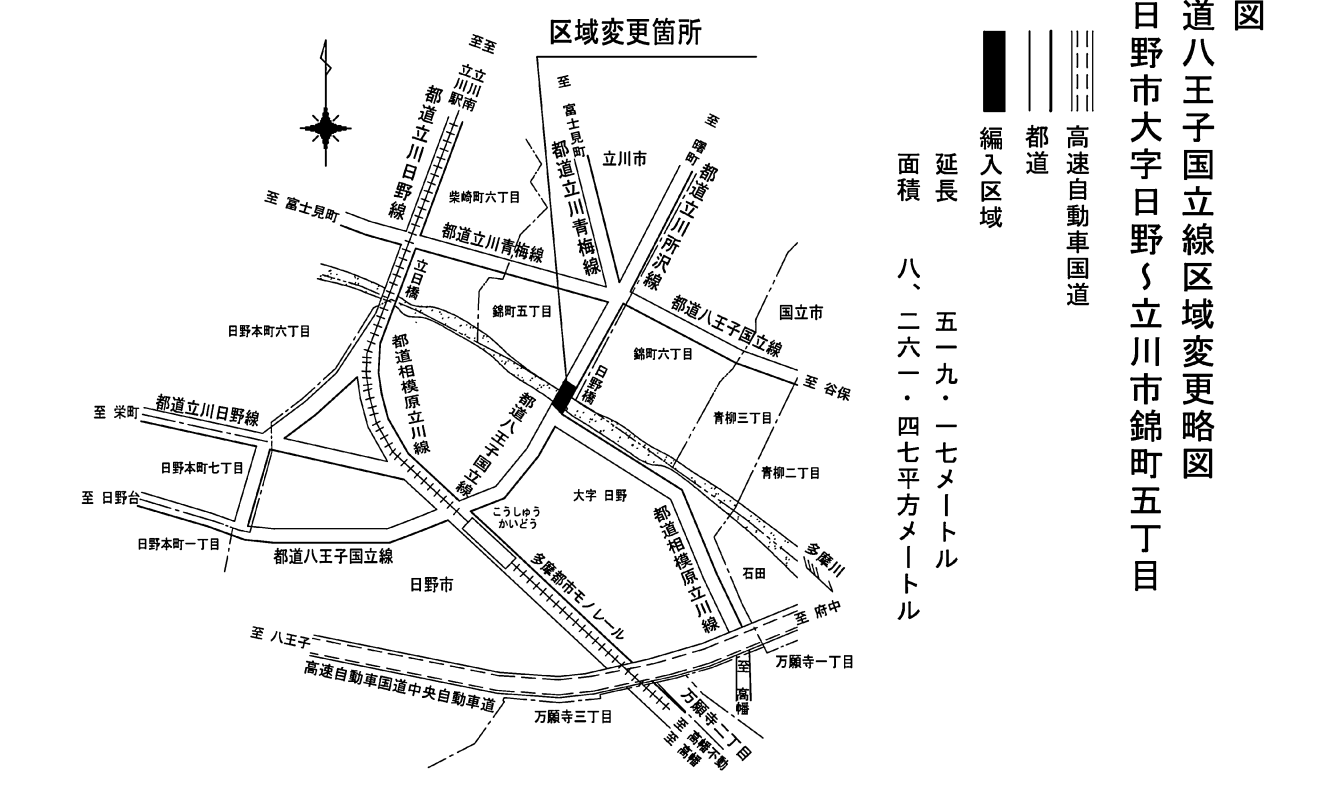 図
道八王子国立線区域変更略図
日野市大字日野～立川市錦町五丁目
高速自動車国道
都道
編入区域
延長　五一九・一七メートル
面積　八、二六一・四七平方メートル
区域変更箇所
至 立川駅
至 立川南
都道立川日野線
至 富士見町
都道立川青梅線
立川市
至 曙町
都道立川所沢線
柴崎町六丁目
至 富士見町
都道立川青梅線
立日橋
錦町五丁目
都道八王子国立線
国立市
日野本町六丁目
錦町六丁目
至 谷保
都道相模原立川線
日野橋
至 栄町
都道立川日野線
都道八王子国立線
青柳三丁目
日野本町七丁目
青柳二丁目
至 日野台
大字 日野
こうしゅう
かいどう
都道相模原立川線
日野本町一丁目
都道八王子国立線
多摩川
日野市
多摩都市モノレール
石田
至 府中
至 八王子
高速自動車国道中央自動車道
万願寺一丁目
至 高幡
万願寺三丁目
万願寺二丁目
至 高幡不動
至 高幡